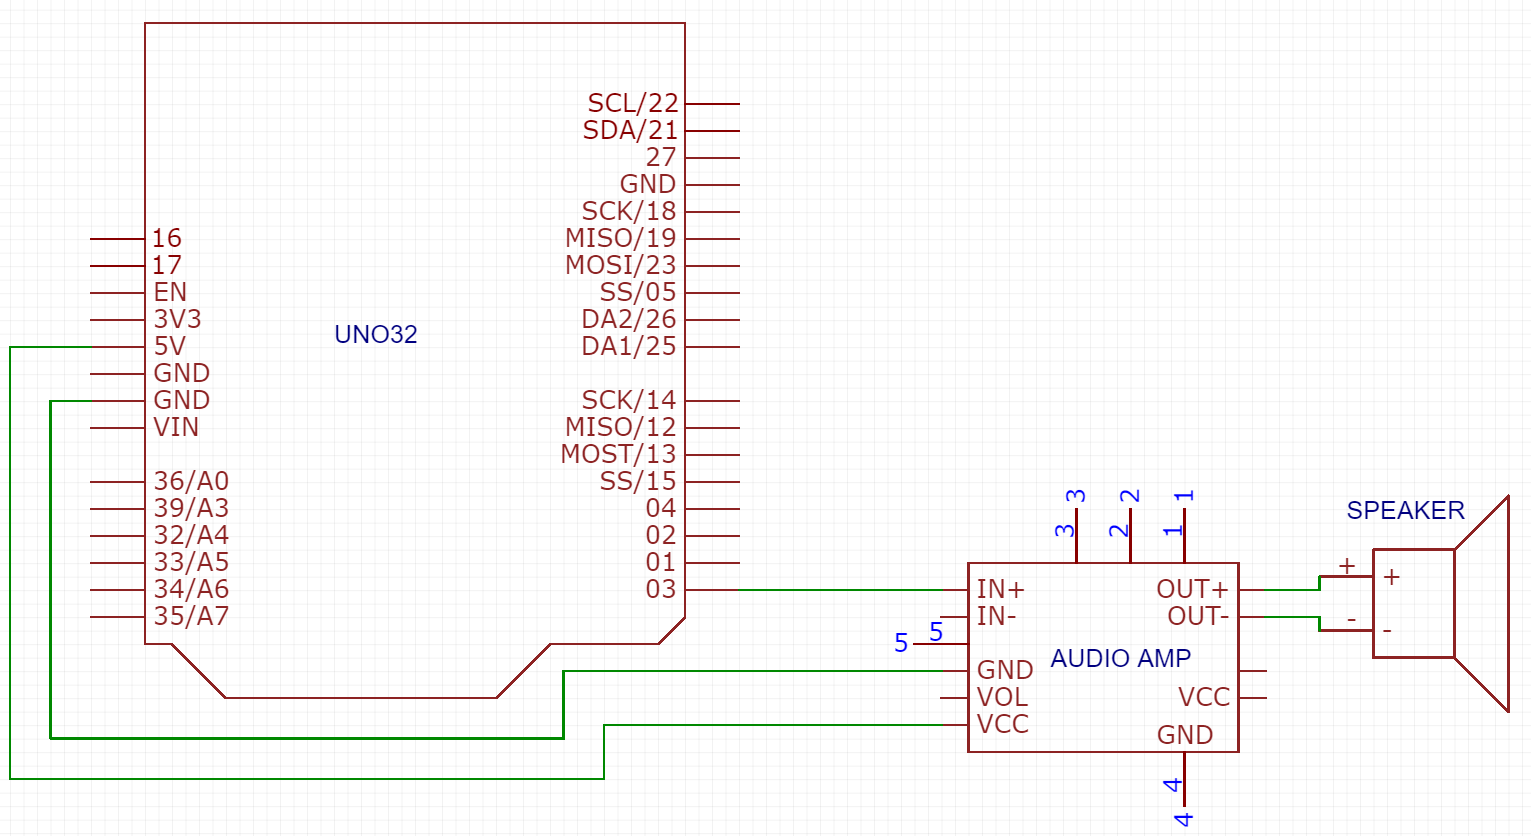 SCL/22
SDA/21
27
GND
SCK/18
MISO/19
MOSI/23
SS/05
DA2/26
DA1/25
SCK/14
MISO/12
MOST/13
SS/15
04
02
01
03
16
17
EN
3V3
5V
GND
GND
VIN
36/A0
39/A3
32/A4
33/A5
34/A6
35/A7
UNO32
3
2
1
3
2
1
IN+
IN-
5
5
GND
VOL
VCC
AUDIO AMP
OUT+
OUT-
VCC
GND
4
4
SPEAKER
+
+
-
-